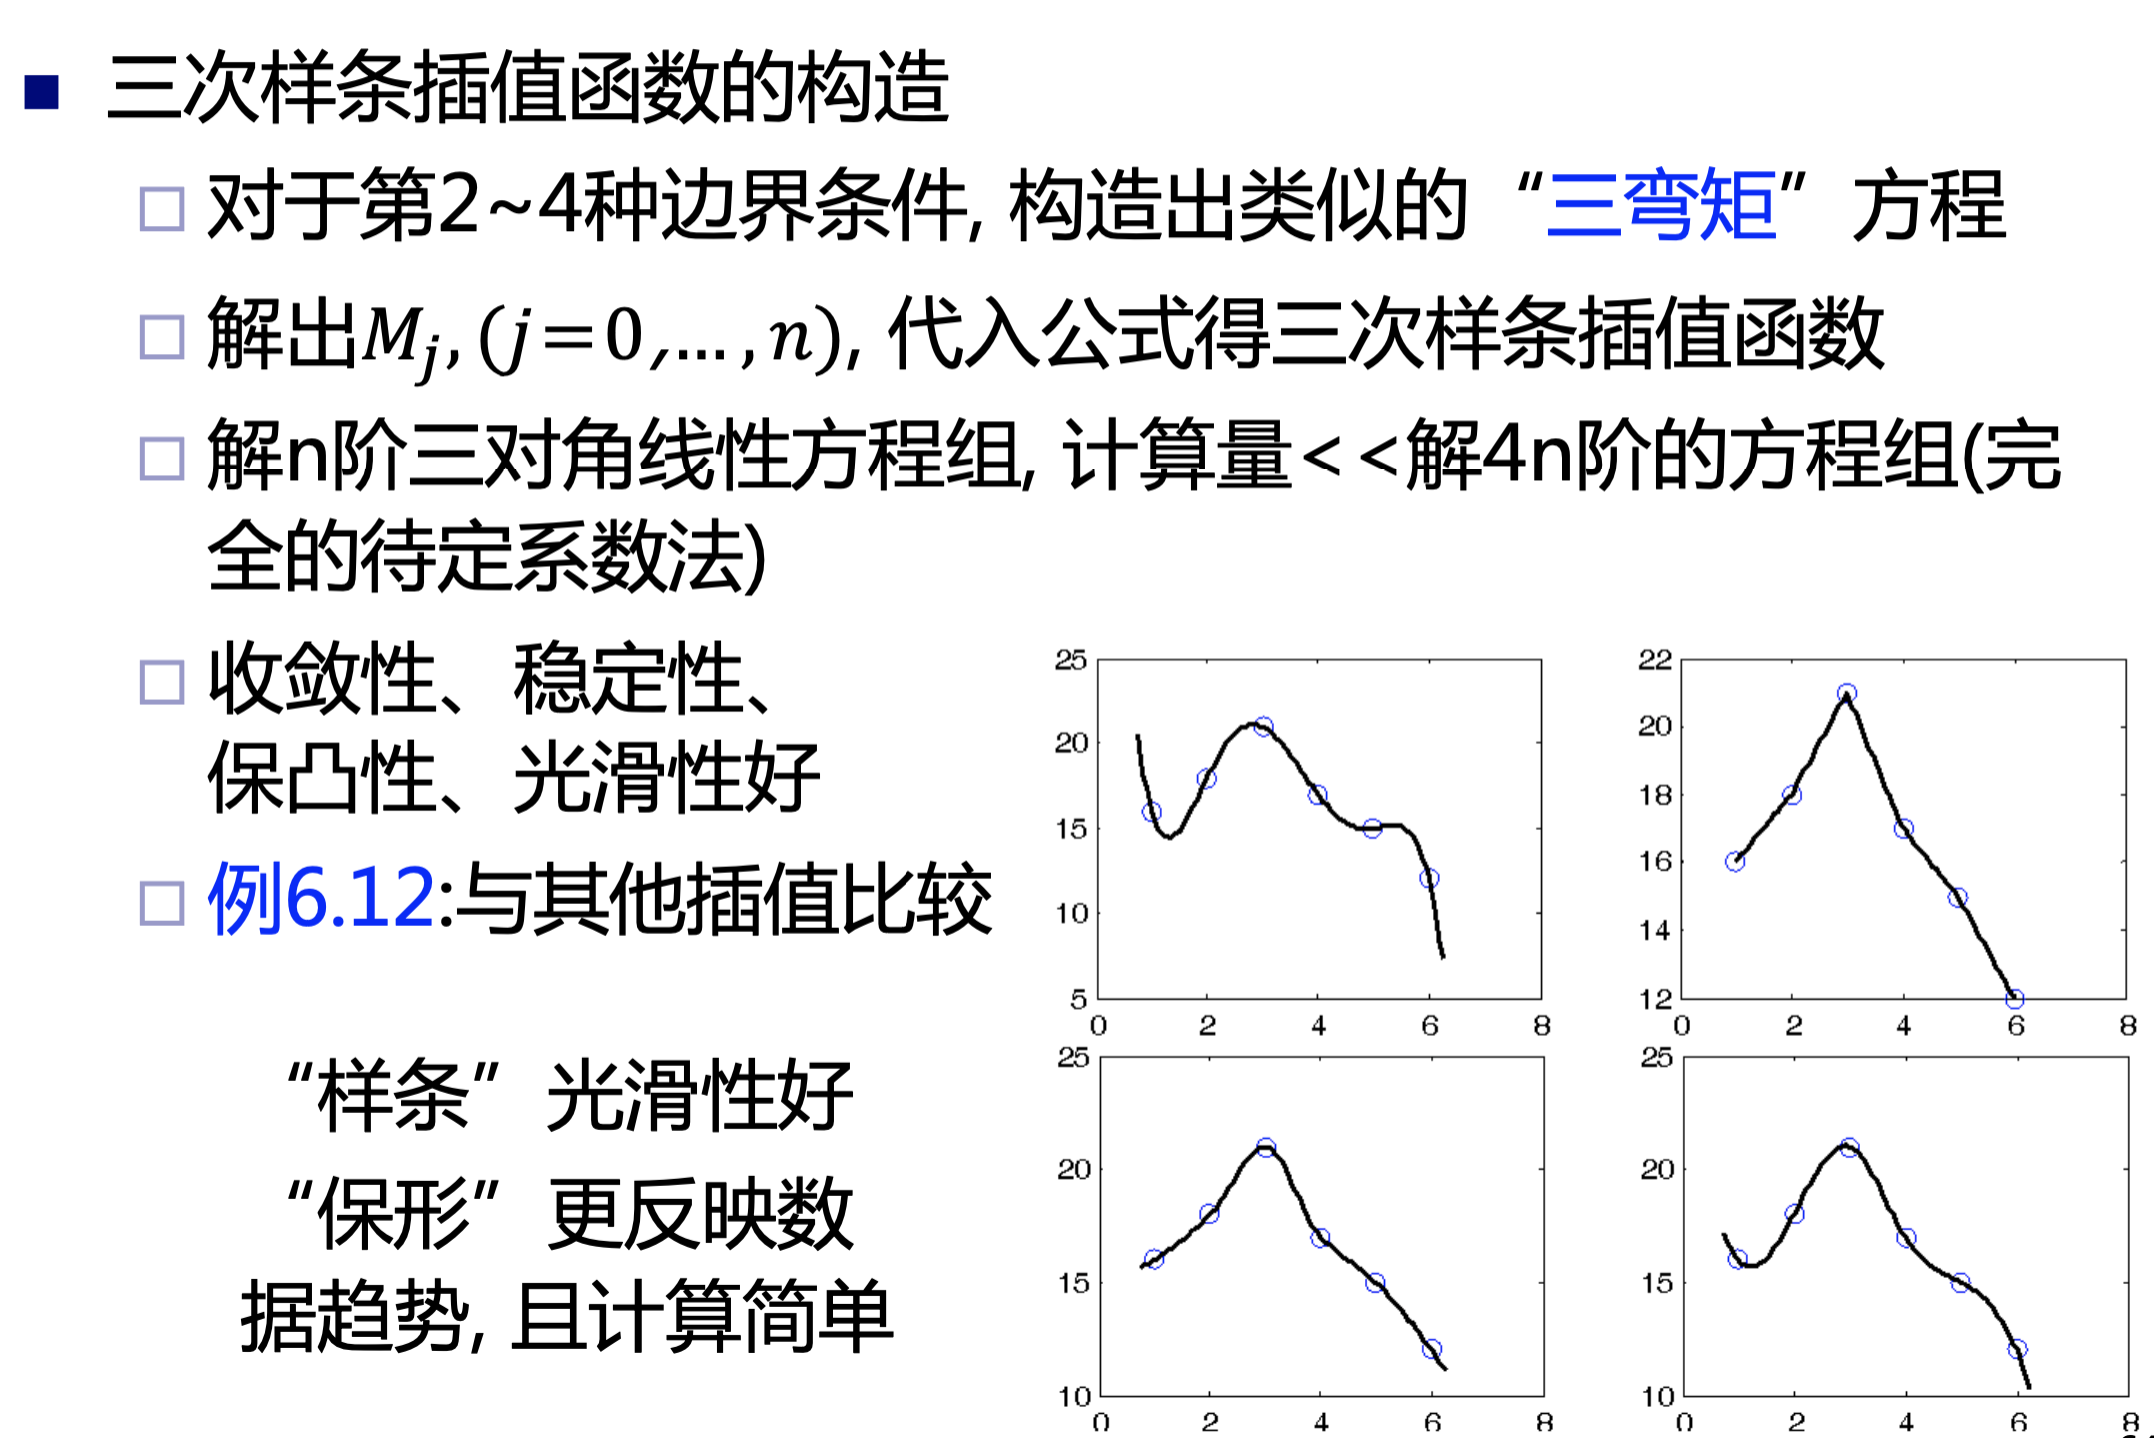 三次样条插值函数的构造
对于第2~4种边界条件, 构造出类似的 “三弯矩” 方程
解出Mj, (j=0,…,n), 代入公式得三次样条插值函数
解n阶三对角线性方程组, 计算量<<解4n阶的方程组(完
全的待定系数法)
收敛性、稳定性、
保凸性、光滑性好
例6.12:与其他插值比较
“样条” 光滑性好
“保形” 更反映数
据趋势, 且计算简单
25
20
15
10
5
0 2 4 6 8
22
20
18
16
14
12
0 2 4 6 8
25
20
15
10
0 2 4 6 8
25
20
15
10
0 2 4 6 8